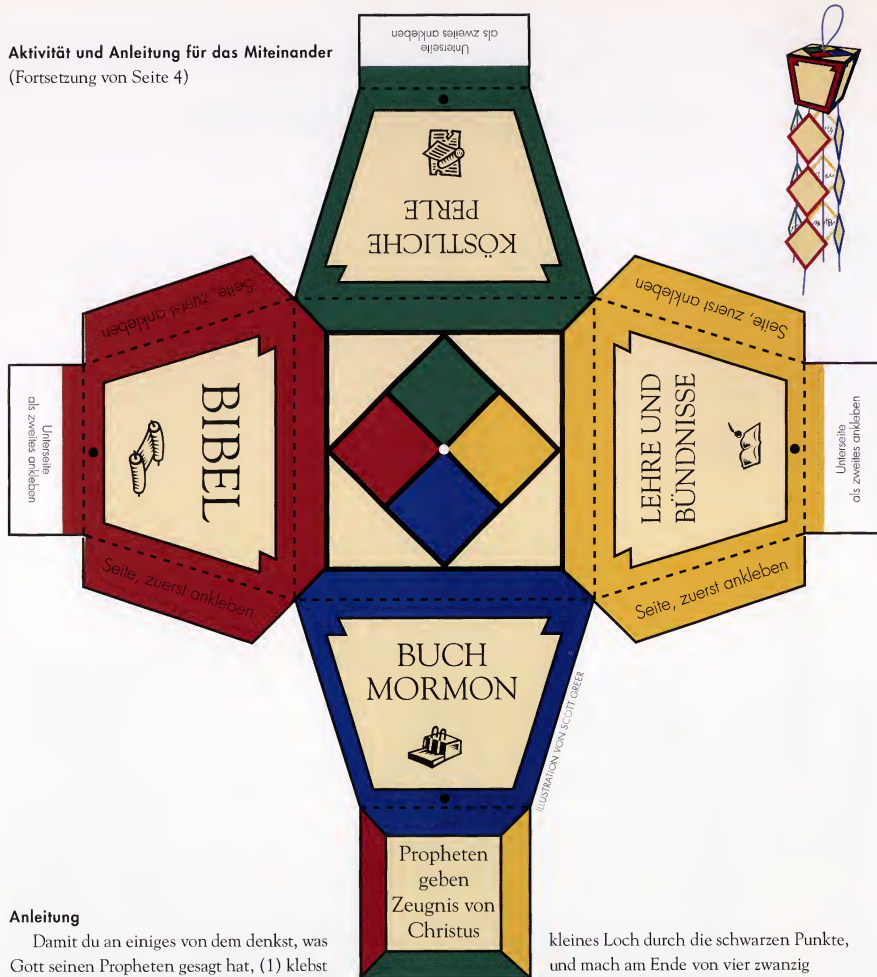 Aktivität und Anleitung für das Miteinander
(Fortsetzung von Seite 4)
Unterseite
als zweites ankleben
KÖSTLICHE
PERLE
Seite, zuerst ankleben
Seite, zuerst ankleben
Unterseite
als zweites ankleben
BIBEL
LEHRE UND
BÜNDNISSE
Unterseite
als zweites ankleben
Seite, zuerst ankleben
Seite, zuerst ankleben
BUCH
MORMON
ILLUSTRATION VON SCOTT GREER
Propheten
geben
Zeugnis von
Christus
Anleitung
Damit du an einiges von dem denkst, was
Gott seinen Propheten gesagt hat, (1) klebst
kleines Loch durch die schwarzen Punkte,
und mach am Ende von vier zwanzig